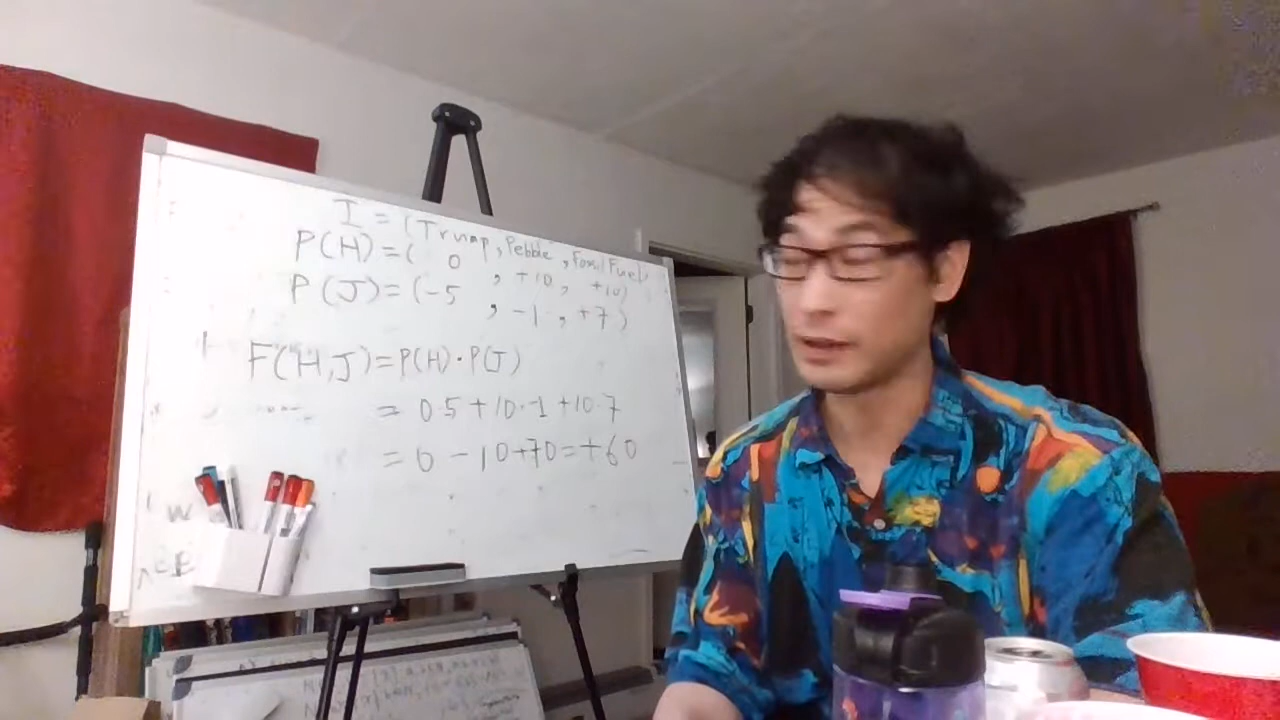 I = (Trump, Pebble, Fossil Fuel)
P(H)=( 0 , +10, +10)
P(J)=(-5 , -1 , +7)
F(H,J)=P(H)·P(J)
= 0·5+10·-1+10·7
= 0-10+70=+60
W